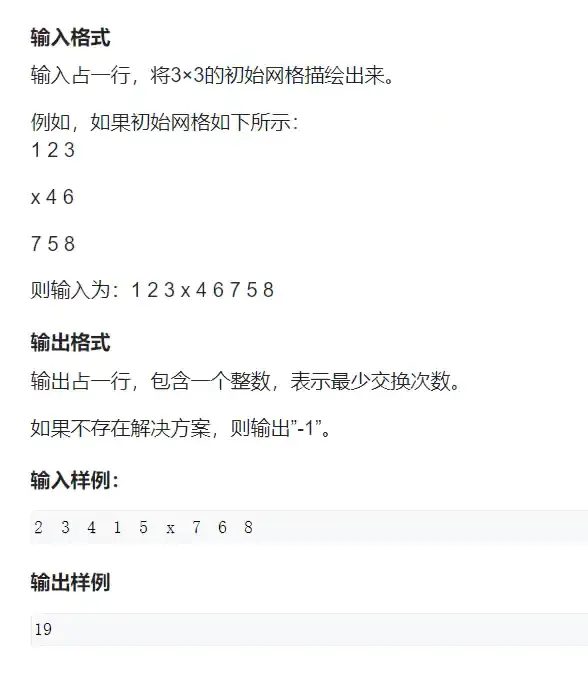 输入格式
输入占一行，将3×3的初始网格描绘出来。
例如，如果初始网格如下所示：
1 2 3
x 4 6
7 5 8
则输入为：1 2 3 x 4 6 7 5 8
输出格式
输出占一行，包含一个整数，表示最少交换次数。
如果不存在解决方案，则输出”-1”。
输入样例：
2 3 4 1 5 x 7 6 8
输出样例
19